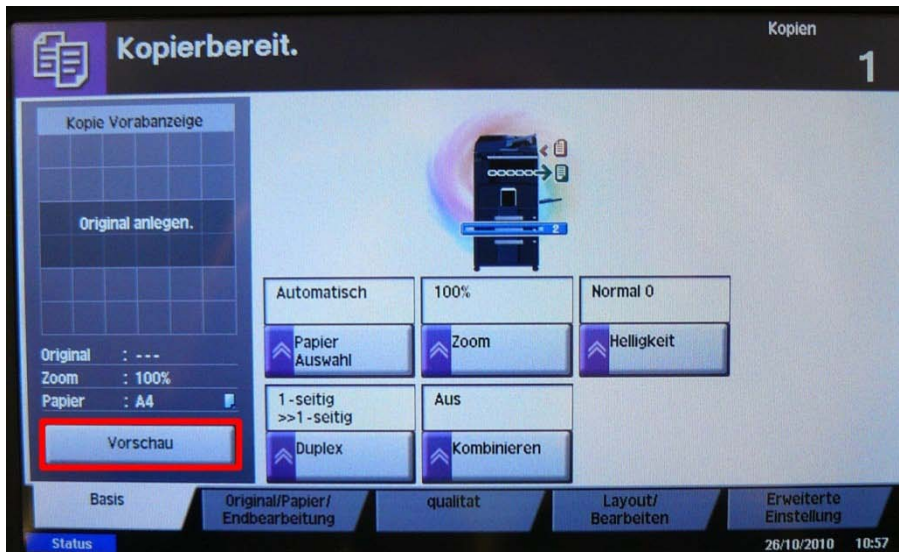 Kopierbereit.
Kopien
1
Kopie Vorabanzeige
Original anlegen.
Original : ---
Zoom : 100%
Papier : A4
Vorschau
2
Automatisch
Papier
Auswahl
100%
Zoom
Normal 0
Helligkeit
1-seitig
>>1-seitig
Duplex
Aus
Kombinieren
Basis
Original/Papier/
Endbearbeitung
qualitat
Layout/
Bearbeiten
Erweiterte
Einstellung
Status
26/10/2010 10:57